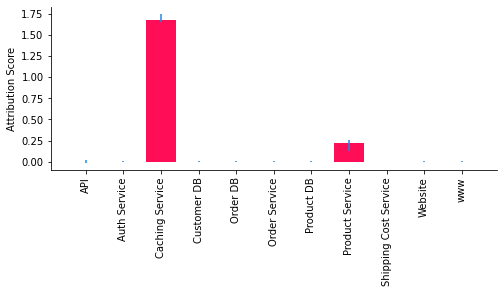 1.75
1.50
1.25
1.00
0.75
0.50
0.25
0.00
Attribution Score
API
Auth Service
Caching Service
Customer DB
Order DB
Order Service
Product DB
Product Service
Shipping Cost Service
Website
www